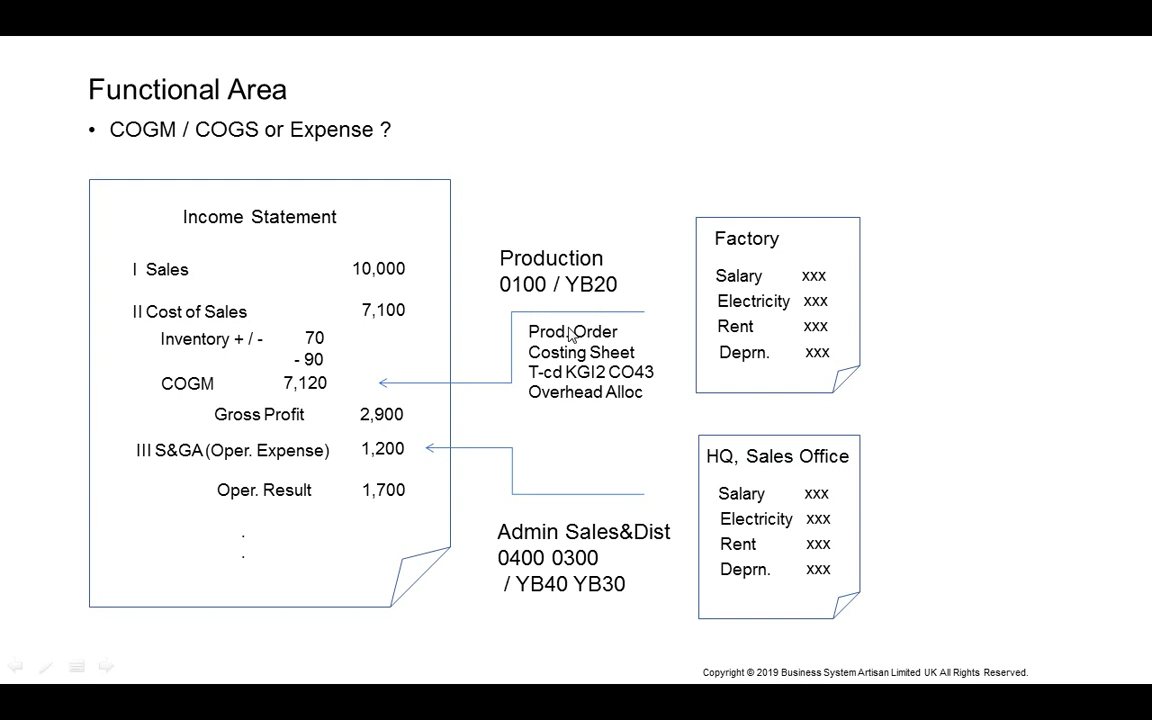 Functional Area
• COGM / COGS or Expense ?
Income Statement
I Sales 10,000
II Cost of Sales 7,100
Inventory + / - 70
- 90
COGM 7,120
Gross Profit 2,900
III S&GA (Oper. Expense) 1,200
Oper. Result 1,700
.
.
Production
0100 / YB20
Prod. Order
Costing Sheet
T-cd KGI2 CO43
Overhead Alloc
Admin Sales&Dist
0400 0300
/ YB40 YB30
Factory
Salary xxx
Electricity xxx
Rent xxx
Deprn. xxx
HQ, Sales Office
Salary xxx
Electricity xxx
Rent xxx
Deprn. xxx
Copyright © 2019 Business System Artisan Limited UK All Rights Reserved.